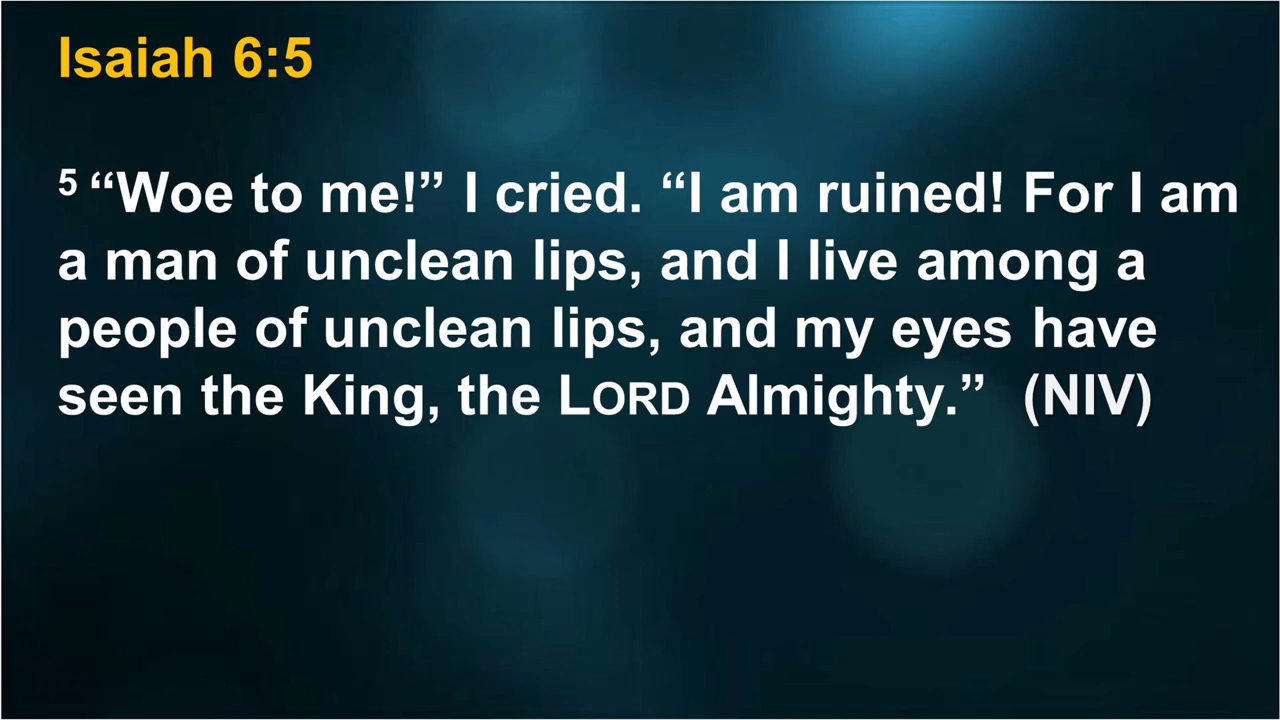 Isaiah 6:5
5 “Woe to me!” I cried. “I am ruined! For I am
a man of unclean lips, and I live among a
people of unclean lips, and my eyes have
seen the King, the LORD Almighty.” (NIV)